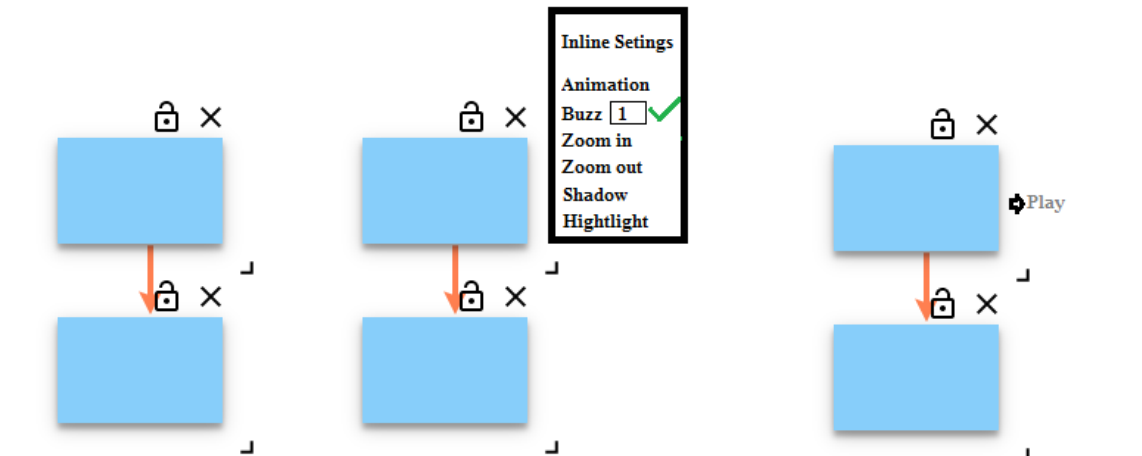 Inline Setings
Animation
Buzz 1
Zoom in
Zoom out
Shadow
Hightlight
Play